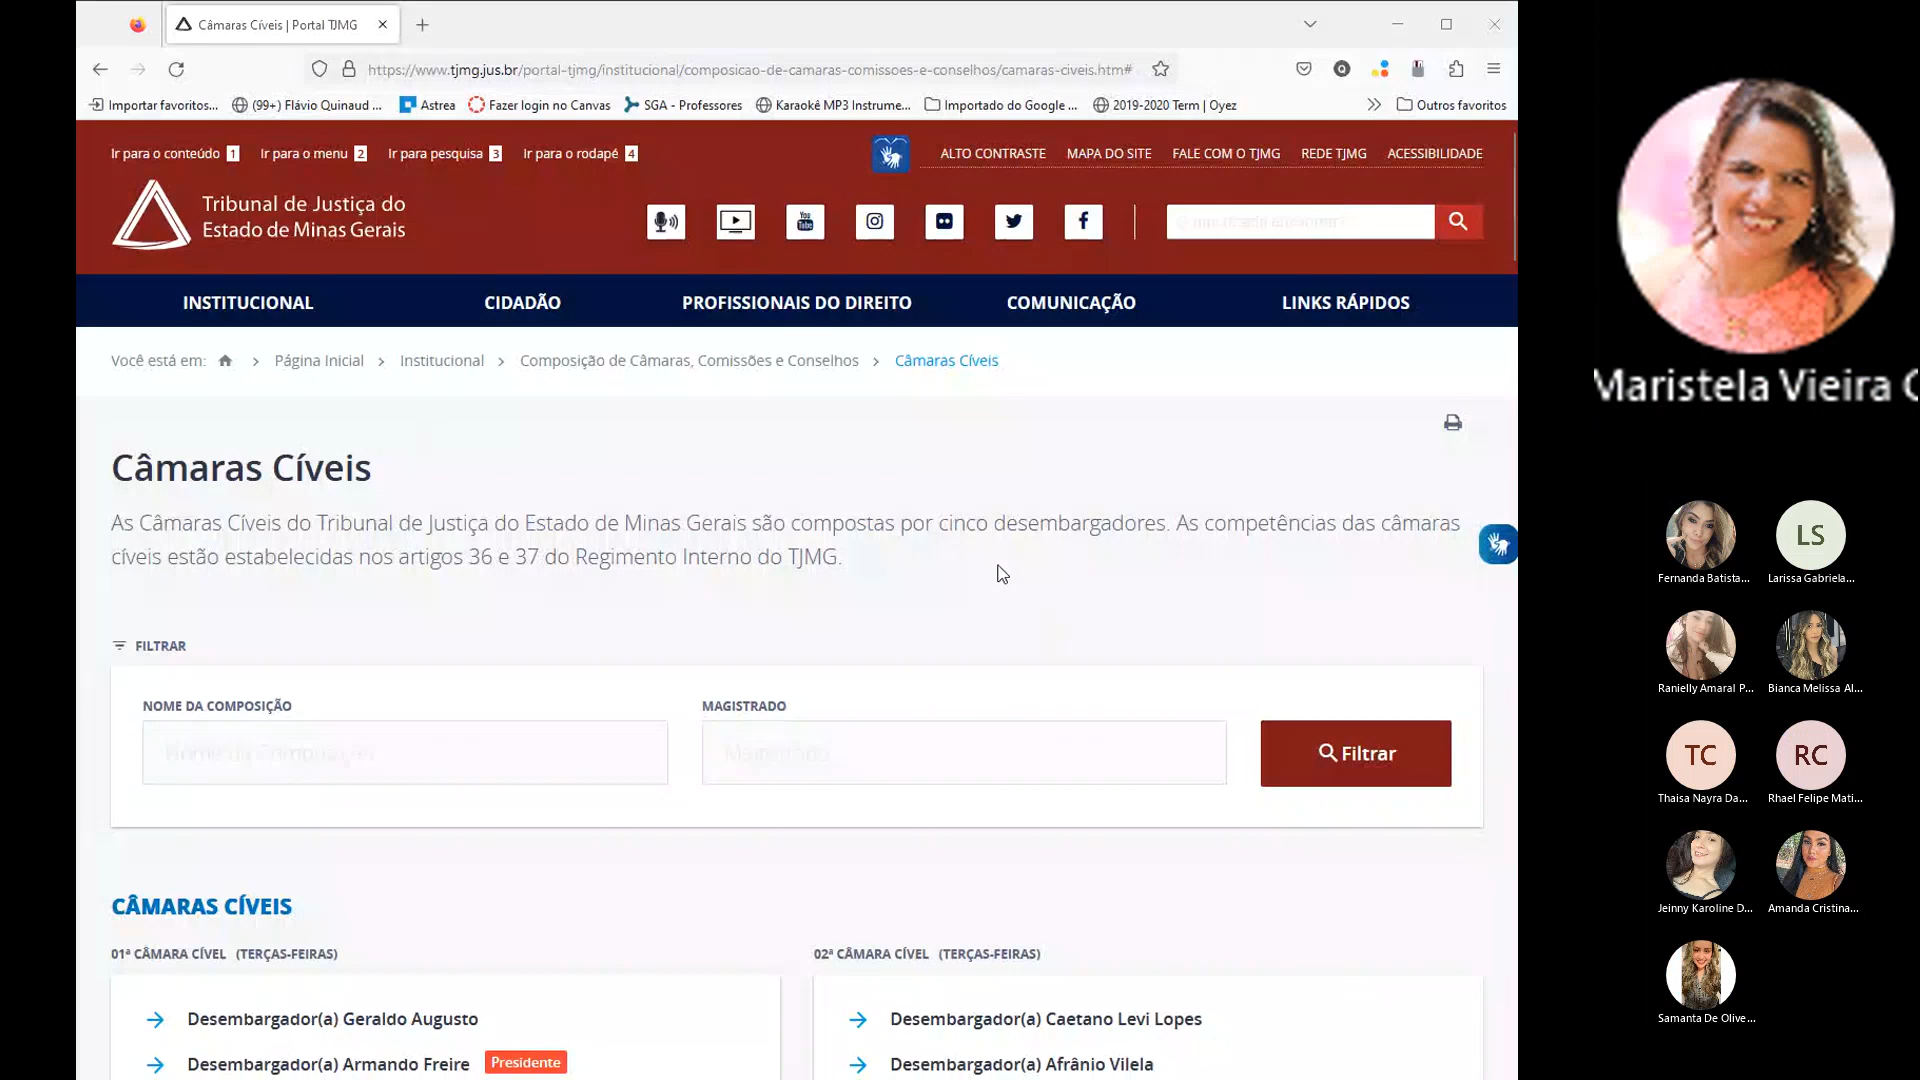 Câmaras Cíveis | Portal TJMG
https://www.tjmg.jus.br/portal-tjmg/institucional/composicao-de-camaras-comissoes-e-conselhos/camaras-civeis.htm#
Importar favoritos...
(99+) Flávio Quinaud ...
Astrea
Fazer login no Canvas
SGA - Professores
Karaokê MP3 Instrume...
Importado do Google ...
2019-2020 Term | Oyez
Outros favoritos
Ir para o conteúdo 1
Ir para o menu 2
Ir para pesquisa 3
Ir para o rodapé 4
ALTO CONTRASTE
MAPA DO SITE
FALE COM O TJMG
REDE TJMG
ACESSIBILIDADE
Tribunal de Justiça do
Estado de Minas Gerais
You
Tube
INSTITUCIONAL
CIDADÃO
PROFISSIONAIS DO DIREITO
COMUNICAÇÃO
LINKS RÁPIDOS
Você está em: > Página Inicial > Institucional > Composição de Câmaras, Comissões e Conselhos > Câmaras Cíveis
Câmaras Cíveis
As Câmaras Cíveis do Tribunal de Justiça do Estado de Minas Gerais são compostas por cinco desembargadores. As competências das câmaras
cíveis estão estabelecidas nos artigos 36 e 37 do Regimento Interno do TJMG.
FILTRAR
NOME DA COMPOSIÇÃO
MAGISTRADO
Nome da Composição
Magistrado
Filtrar
CÂMARAS CÍVEIS
01ª CÂMARA CÍVEL (TERÇAS-FEIRAS)
Desembargador(a) Geraldo Augusto
Desembargador(a) Armando Freire Presidente
02ª CÂMARA CÍVEL (TERÇAS-FEIRAS)
Desembargador(a) Caetano Levi Lopes
Desembargador(a) Afrânio Vilela
Maristela Vieira C
Fernanda Batista...
LS
Larissa Gabriela...
Ranielly Amaral P...
Bianca Melissa Al...
TC
Thaisa Nayra Da...
RC
Rhael Felipe Mati...
Jeinny Karoline D...
Amanda Cristina...
Samanta De Olive...